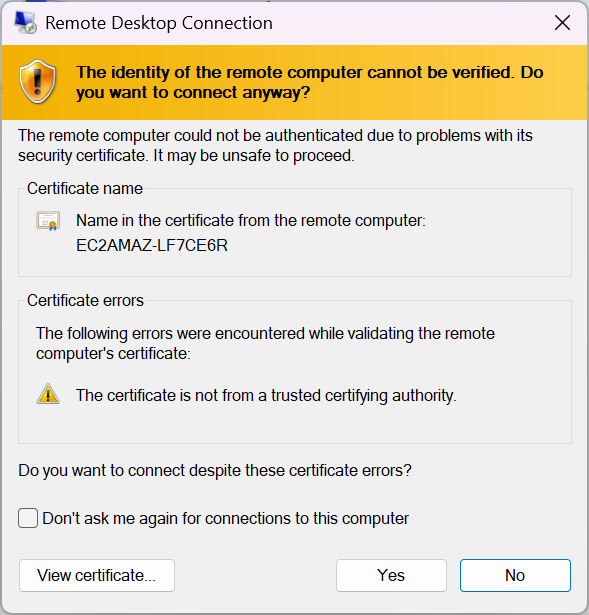 Remote Desktop Connection
The identity of the remote computer cannot be verified. Do
you want to connect anyway?
The remote computer could not be authenticated due to problems with its
security certificate. It may be unsafe to proceed.
Certificate name
Name in the certificate from the remote computer:
EC2AMAZ-LF7CE6R
Certificate errors
The following errors were encountered while validating the remote
computer's certificate:
The certificate is not from a trusted certifying authority.
Do you want to connect despite these certificate errors?
Don't ask me again for connections to this computer
View certificate...
Yes
No